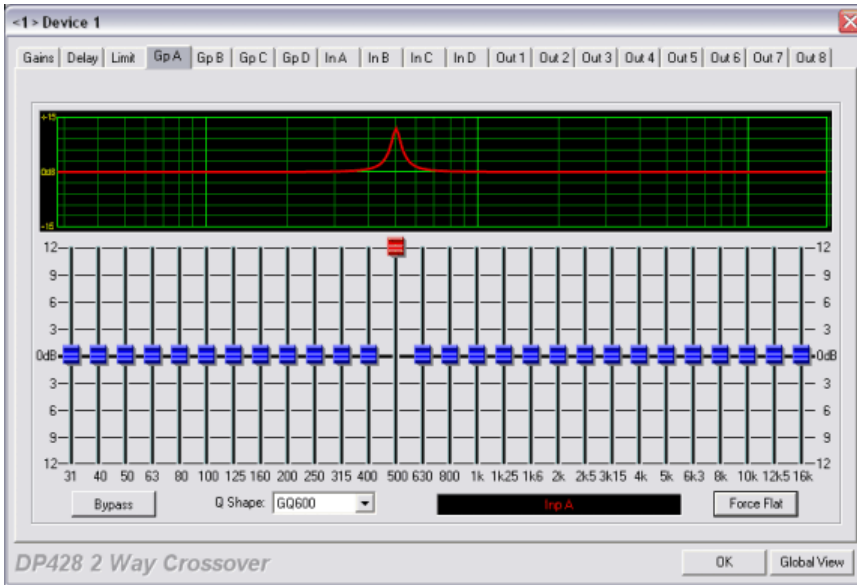 <1> Device 1
Gains Delay Limit Gp A Gp B Gp C Gp D In A In B In C In D Out 1 Out 2 Out 3 Out 4 Out 5 Out 6 Out 7 Out 8
+15
0dB
-15
12 12
9 9
6 6
3 3
0dB 0dB
3 3
6 6
9 9
12 12
31 40 50 63 80 100 125 160 200 250 315 400 500 630 800 1k 1k25 1k6 2k 2k5 3k15 4k 5k 6k3 8k 10k 12k5 16k
Bypass Q Shape: GQ600 Inp A Force Flat
DP428 2 Way Crossover OK Global View